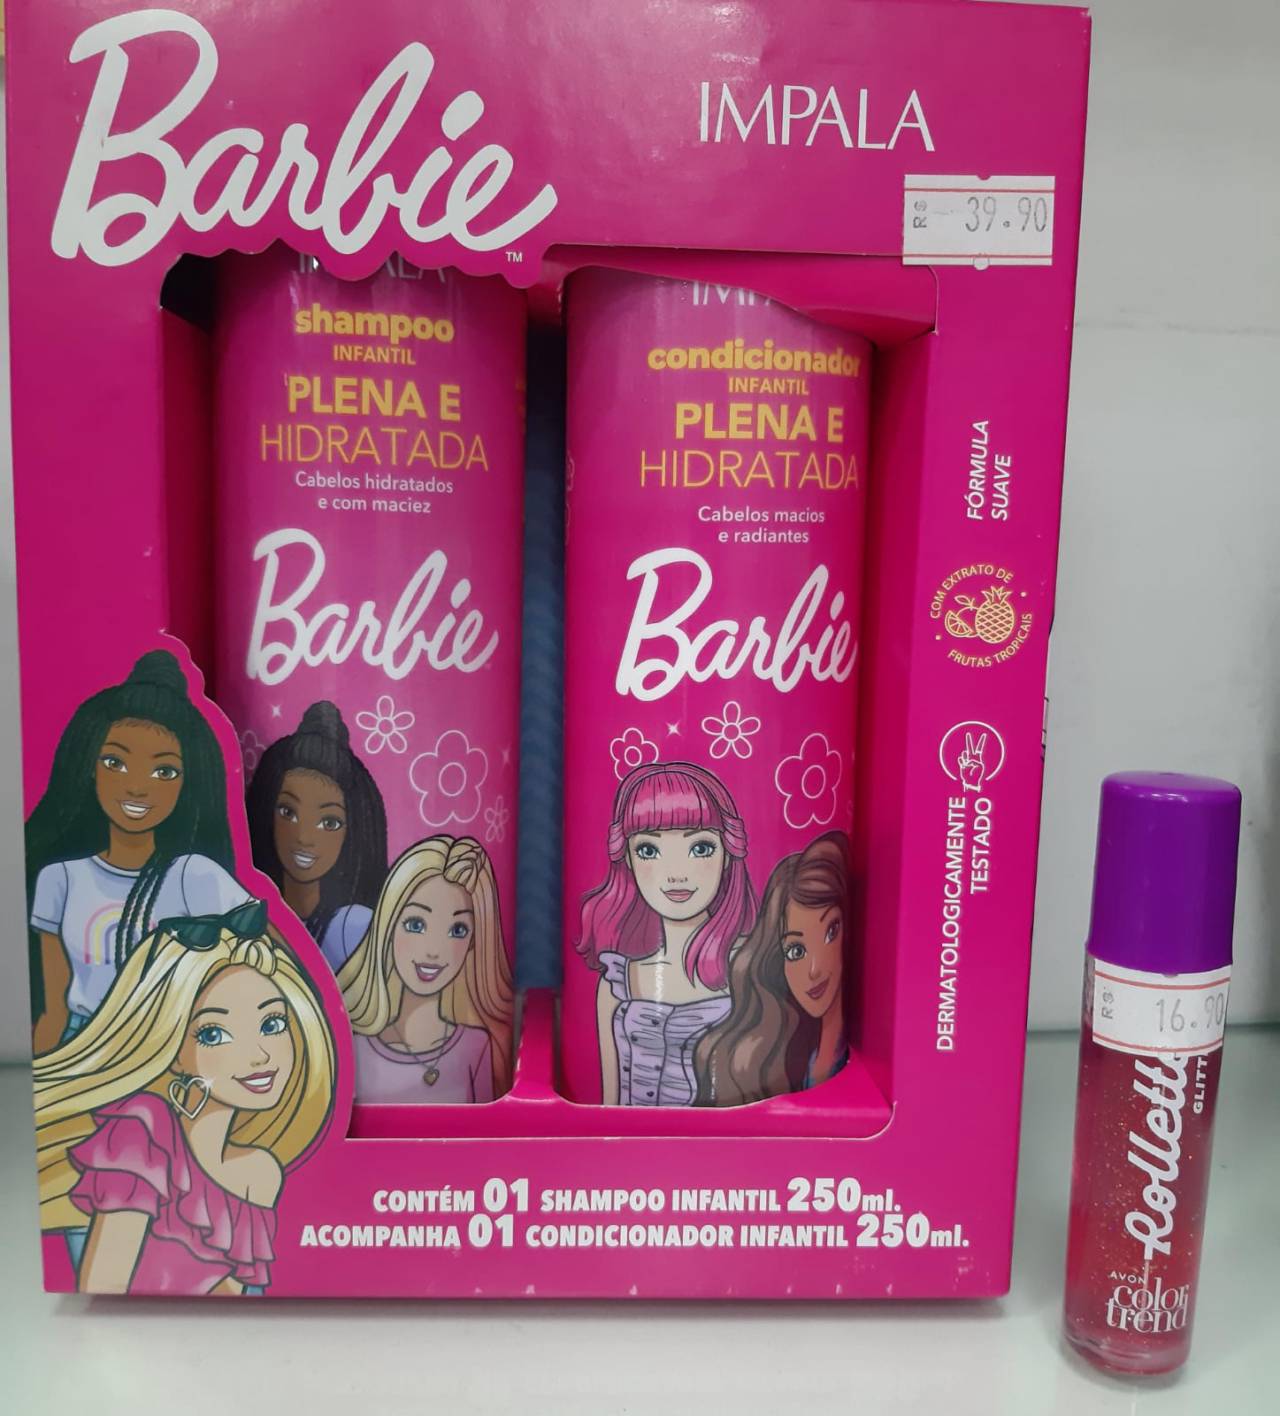 Barbie™
IMPALA
R$ 39.90
shampoo
INFANTIL
PLENA E
HIDRATADA
Cabelos hidratados
e com maciez
Barbie
condicionador
INFANTIL
PLENA E
HIDRATADA
Cabelos macios
e radiantes
Barbie
FÓRMULA
SUAVE
COM EXTRATO DE
FRUTAS TROPICAIS
DERMATOLOGICAMENTE
TESTADO
CONTÉM 01 SHAMPOO INFANTIL 250ml.
ACOMPANHA 01 CONDICIONADOR INFANTIL 250ml.
R$ 16.90
AVON
color
trend